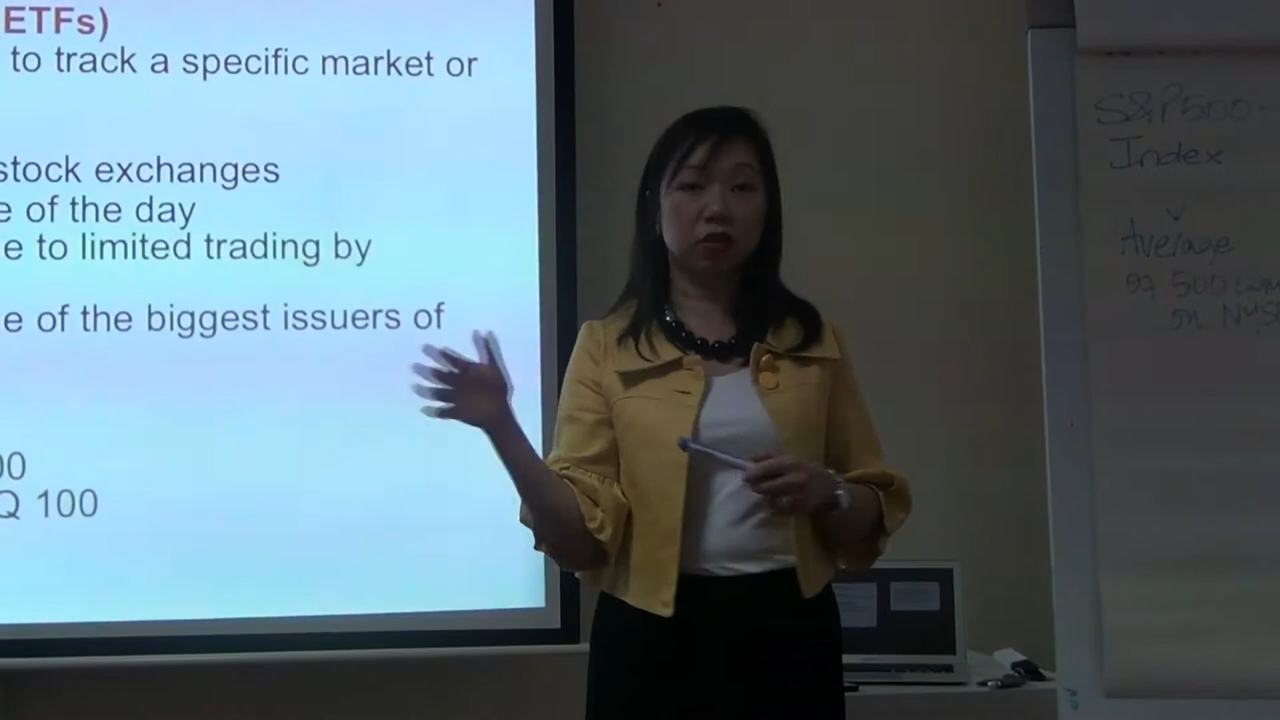 ETFs)
to track a specific market or
stock exchanges
e of the day
e to limited trading by
e of the biggest issuers of
00
Q 100
S&P500-
Index
Average
of 500
on